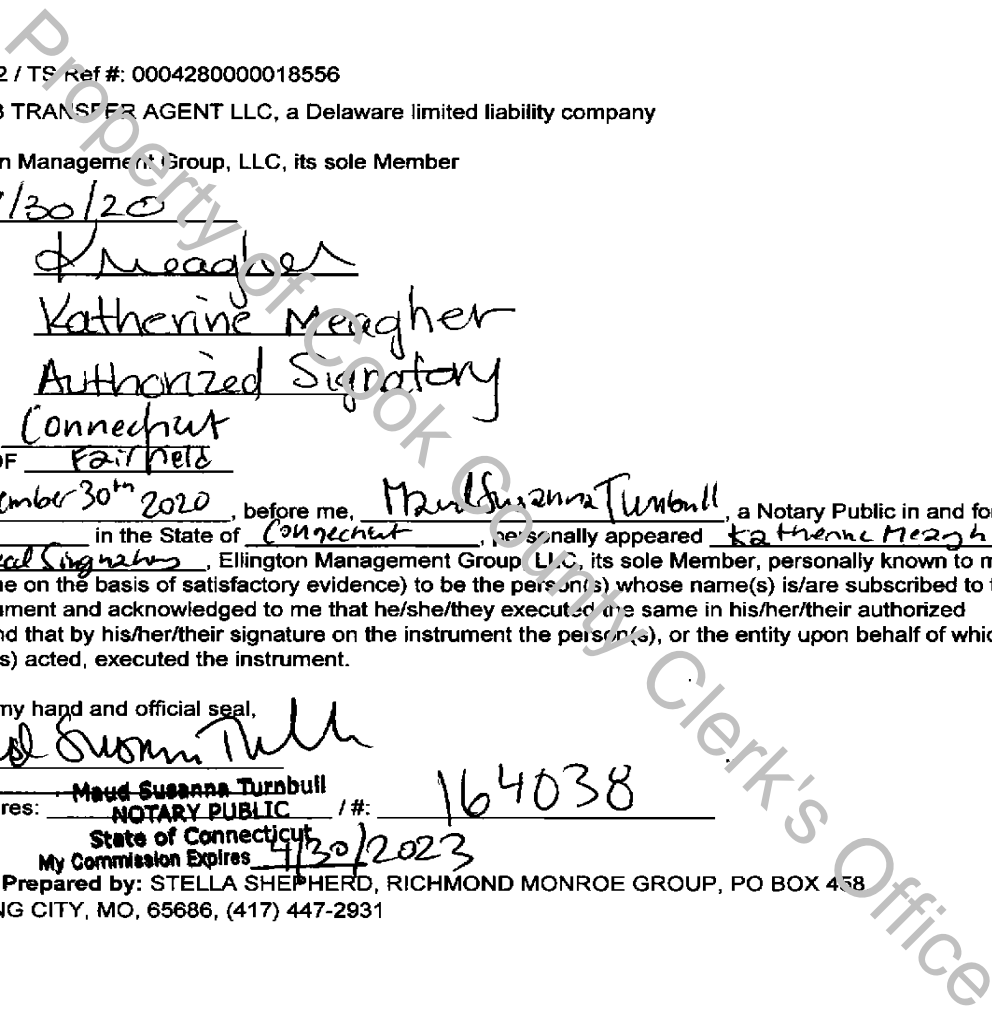 2 / TS Ref #: 0004280000018556
TRANSFER AGENT LLC, a Delaware limited liability company
n Management Group, LLC, its sole Member
/30/20
K Meagher
Katherine Meagher
Authorized Signatory
Connecticut
OF Fairfield
ember 30th 2020, before me, Maud Susanna Turnbull, a Notary Public in and for
in the State of Connecticut, personally appeared Katherine Meagh
, Ellington Management Group, LLC, its sole Member, personally known to m
e on the basis of satisfactory evidence) to be the person(s) whose name(s) is/are subscribed to t
ument and acknowledged to me that he/she/they executed the same in his/her/their authorized
nd that by his/her/their signature on the instrument the person(s), or the entity upon behalf of whic
s) acted, executed the instrument.
my hand and official seal,
Maud Susanna Turnbull
res: NOTARY PUBLIC / #: 164038
State of Connecticut
My Commission Expires 4/30/2023
Prepared by: STELLA SHEPHERD, RICHMOND MONROE GROUP, PO BOX 458
NG CITY, MO, 65686, (417) 447-2931
Property of Cook County Clerk's Office